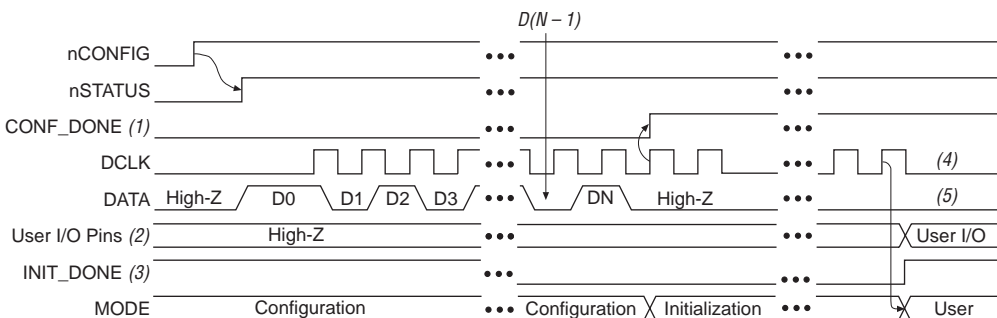 D(N – 1)
nCONFIG
nSTATUS
CONF_DONE (1)
DCLK (4)
DATA High-Z D0 D1 D2 D3 DN High-Z (5)
User I/O Pins (2) High-Z User I/O
INIT_DONE (3)
MODE Configuration Configuration Initialization User